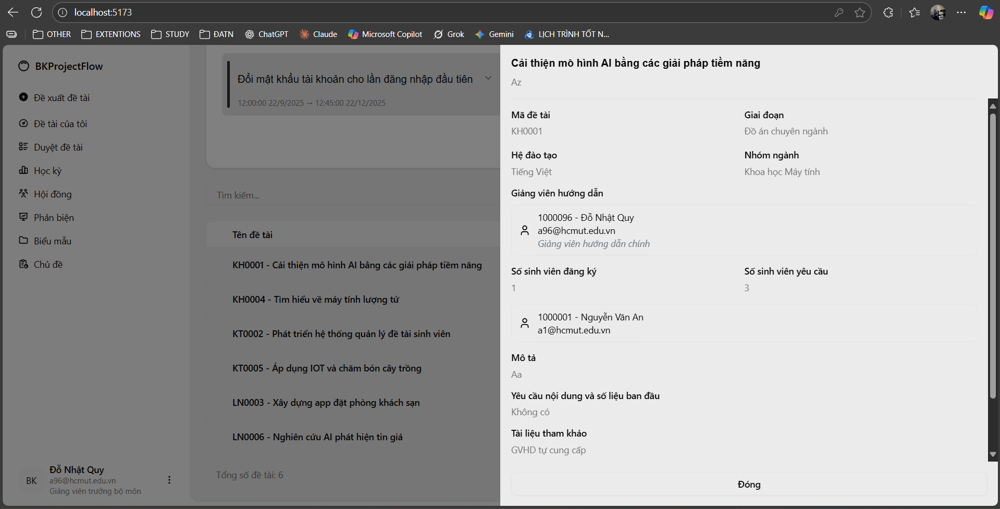 localhost:5173
OTHER
EXTENTIONS
STUDY
ĐATN
ChatGPT
Claude
Microsoft Copilot
Grok
Gemini
LỊCH TRÌNH TỐT N...
BKProjectFlow
Đề xuất đề tài
Đề tài của tôi
Duyệt đề tài
Học kỳ
Hội đồng
Phản biện
Biểu mẫu
Chủ đề
BK
Đỗ Nhật Quy
a96@hcmut.edu.vn
Giảng viên trưởng bộ môn
Đổi mật khẩu tài khoản cho lần đăng nhập đầu tiên
12:00:00 22/9/2025 → 12:45:00 22/12/2025
Tìm kiếm...
Tên đề tài
KH0001 - Cải thiện mô hình AI bằng các giải pháp tiềm năng
KH0004 - Tìm hiểu về máy tính lượng tử
KT0002 - Phát triển hệ thống quản lý đề tài sinh viên
KT0005 - Áp dụng IOT và chăm bón cây trồng
LN0003 - Xây dựng app đặt phòng khách sạn
LN0006 - Nghiên cứu AI phát hiện tin giả
Tổng số đề tài: 6
Cải thiện mô hình AI bằng các giải pháp tiềm năng
Az
Mã đề tài
KH0001
Giai đoạn
Đồ án chuyên ngành
Hệ đào tạo
Tiếng Việt
Nhóm ngành
Khoa học Máy tính
Giảng viên hướng dẫn
1000096 - Đỗ Nhật Quy
a96@hcmut.edu.vn
Giảng viên hướng dẫn chính
Số sinh viên đăng ký
1
Số sinh viên yêu cầu
3
1000001 - Nguyễn Văn An
a1@hcmut.edu.vn
Mô tả
Aa
Yêu cầu nội dung và số liệu ban đầu
Không có
Tài liệu tham khảo
GVHD tự cung cấp
Đóng